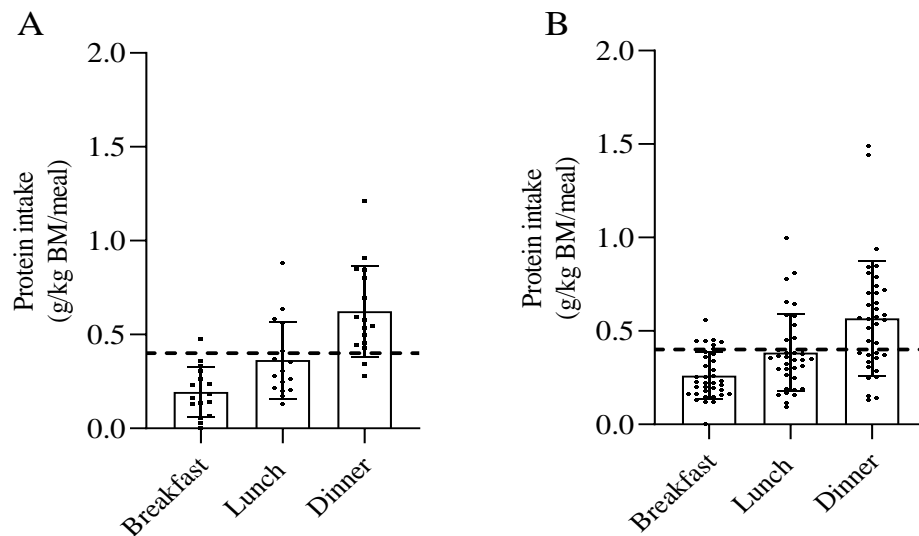 A
2.0
1.5
1.0
0.5
0.0
Protein intake
(g/kg BM/meal)
Breakfast
Lunch
Dinner
B
2.0
1.5
1.0
0.5
0.0
Protein intake
(g/kg BM/meal)
Breakfast
Lunch
Dinner